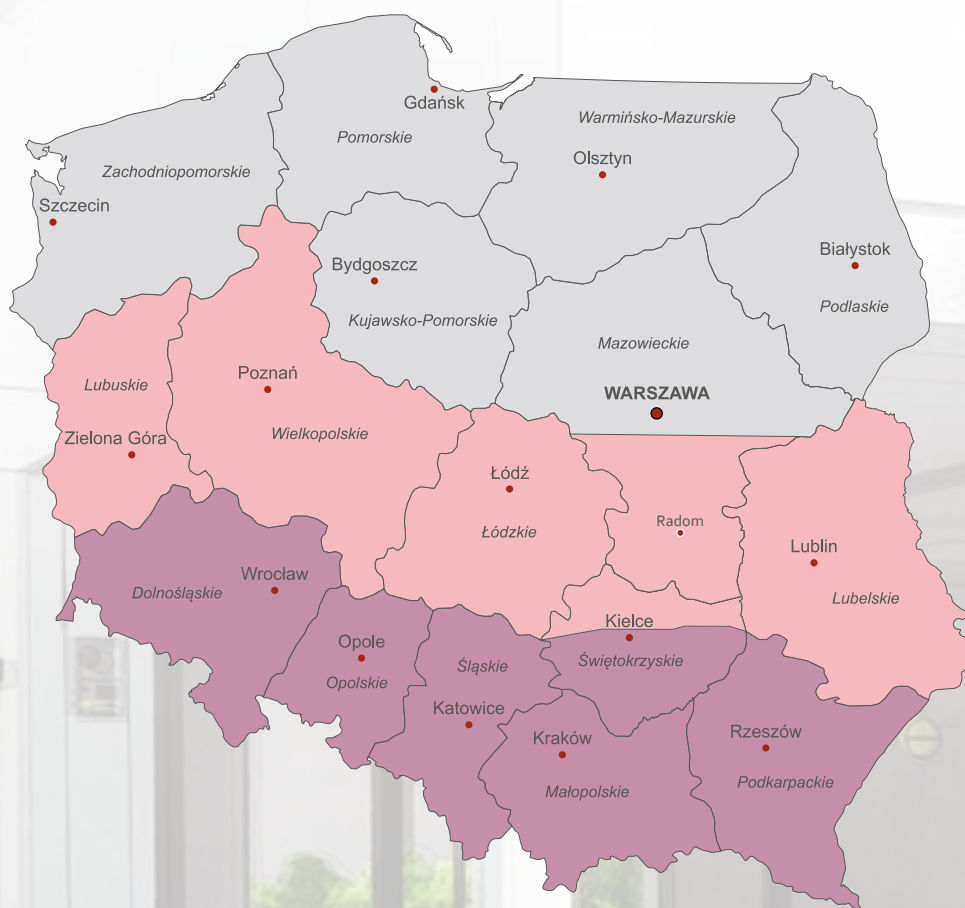 Gdańsk
Pomorskie
Warmińsko-Mazurskie
Olsztyn
Zachodniopomorskie
Szczecin
Białystok
Podlaskie
Bydgoszcz
Kujawsko-Pomorskie
Mazowieckie
WARSZAWA
Lubuskie
Zielona Góra
Poznań
Wielkopolskie
Łódź
Łódzkie
Radom
Lublin
Lubelskie
Wrocław
Dolnośląskie
Opole
Opolskie
Śląskie
Katowice
Kielce
Świętokrzyskie
Kraków
Małopolskie
Rzeszów
Podkarpackie